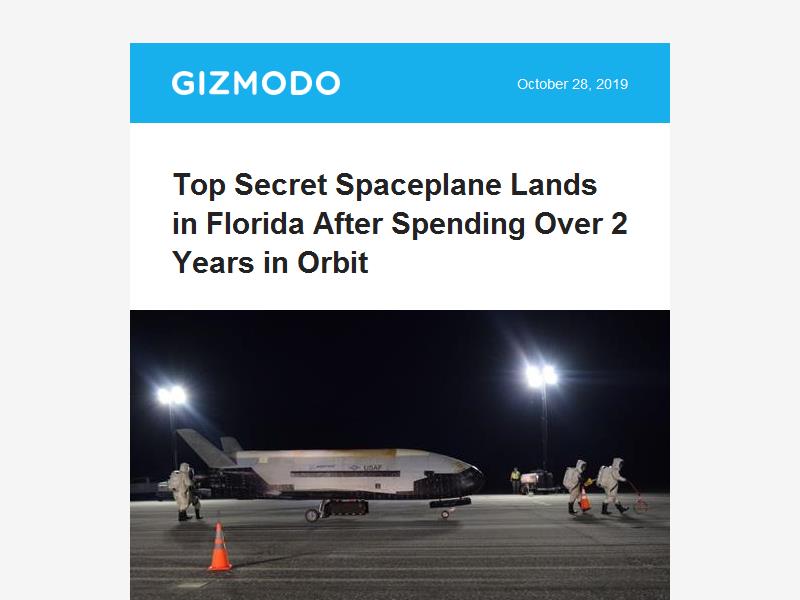 GIZMODO
October 28, 2019
Top Secret Spaceplane Lands
in Florida After Spending Over 2
Years in Orbit
USAF